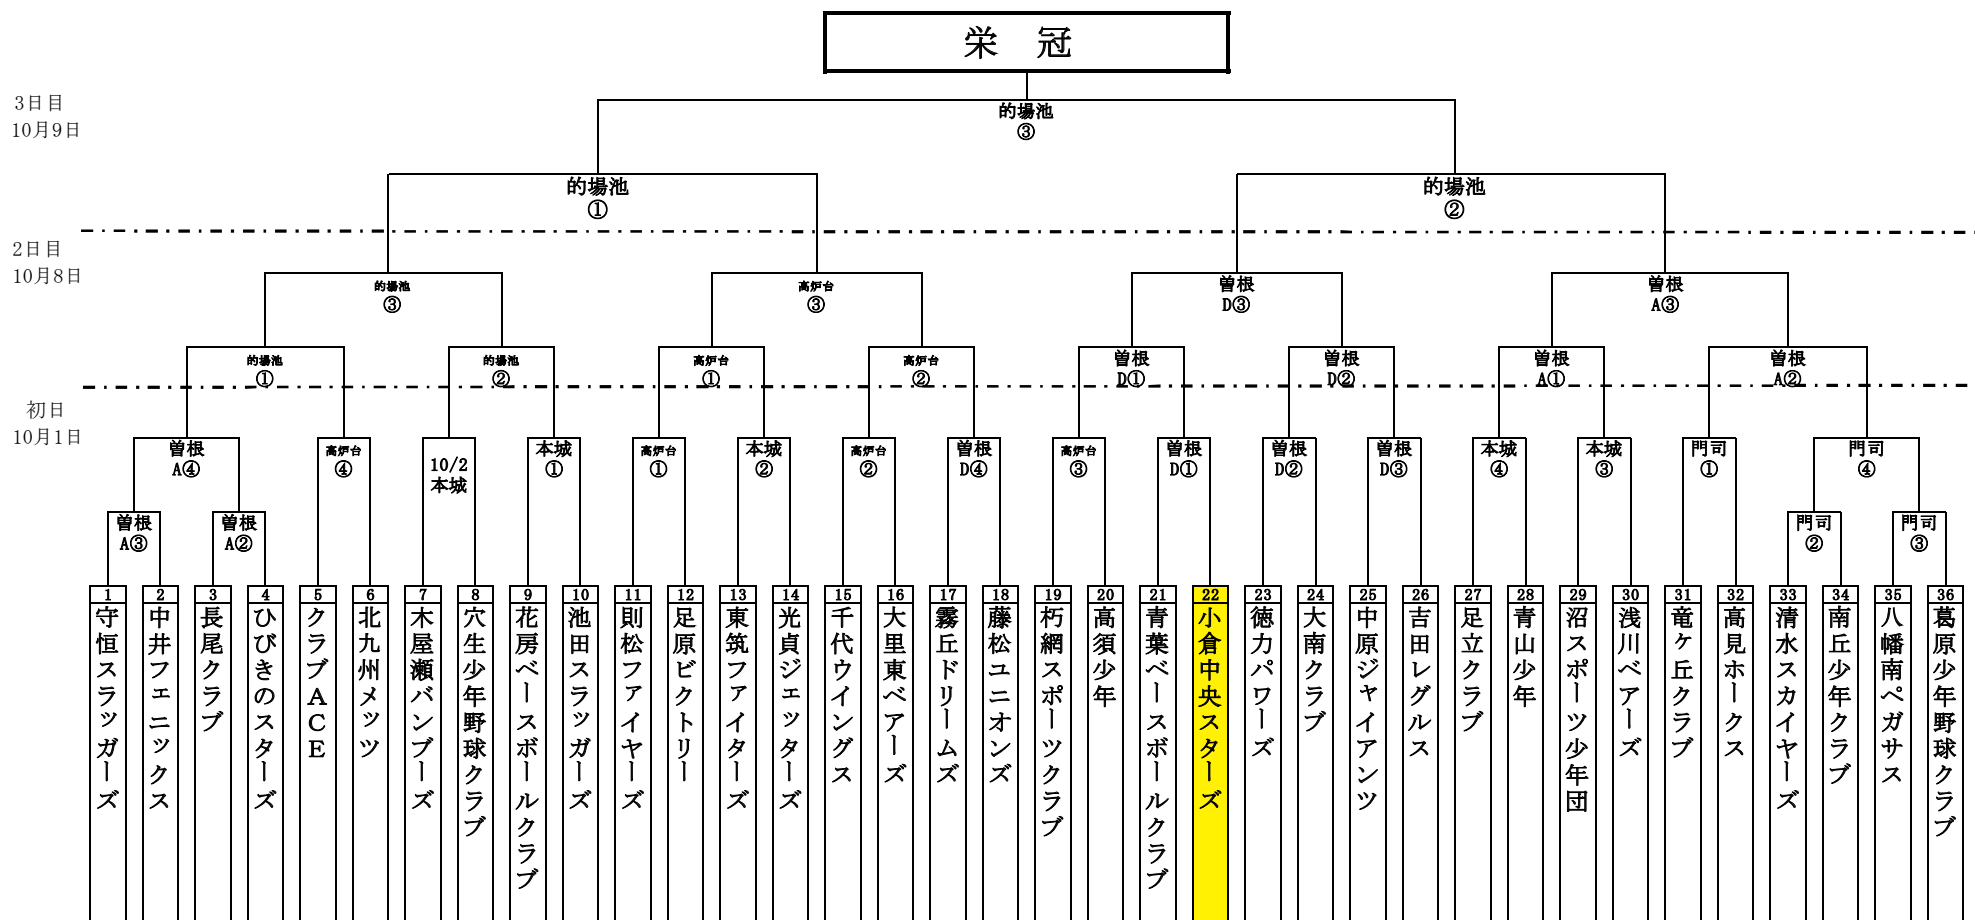 栄　冠
3日目
10月9日
的場池
③
的場池
①
的場池
②
2日目
10月8日
的場池
③
高炉台
③
曽根
D③
曽根
A③
的場池
①
的場池
②
高炉台
①
高炉台
②
曽根
D①
曽根
D②
曽根
A①
曽根
A②
初日
10月1日
曽根
A④
高炉台
④
10/2
本城
本城
①
高炉台
①
本城
②
高炉台
②
曽根
D④
高炉台
③
曽根
D①
曽根
D②
曽根
D③
本城
④
本城
③
門司
①
門司
④
曽根
A③
曽根
A②
門司
②
門司
③
1
守恒スラッガーズ
2
中井フェニックス
3
長尾クラブ
4
ひびきのスターズ
5
クラブACE
6
北九州メッツ
7
木屋瀬バンブーズ
8
穴生少年野球クラブ
9
花房ベースボールクラブ
10
池田スラッガーズ
11
則松ファイヤーズ
12
足原ビクトリー
13
東筑ファイターズ
14
光貞ジェッターズ
15
千代ウイングス
16
大里東ベアーズ
17
霧丘ドリームズ
18
藤松ユニオンズ
19
朽網スポーツクラブ
20
高須少年
21
青葉ベースボールクラブ
22
小倉中央スターズ
23
徳力パワーズ
24
大南クラブ
25
中原ジャイアンツ
26
吉田レグルス
27
足立クラブ
28
青山少年
29
沼スポーツ少年団
30
浅川ベアーズ
31
竜ヶ丘クラブ
32
高見ホークス
33
清水スカイヤーズ
34
南丘少年クラブ
35
八幡南ペガサス
36
葛原少年野球クラブ